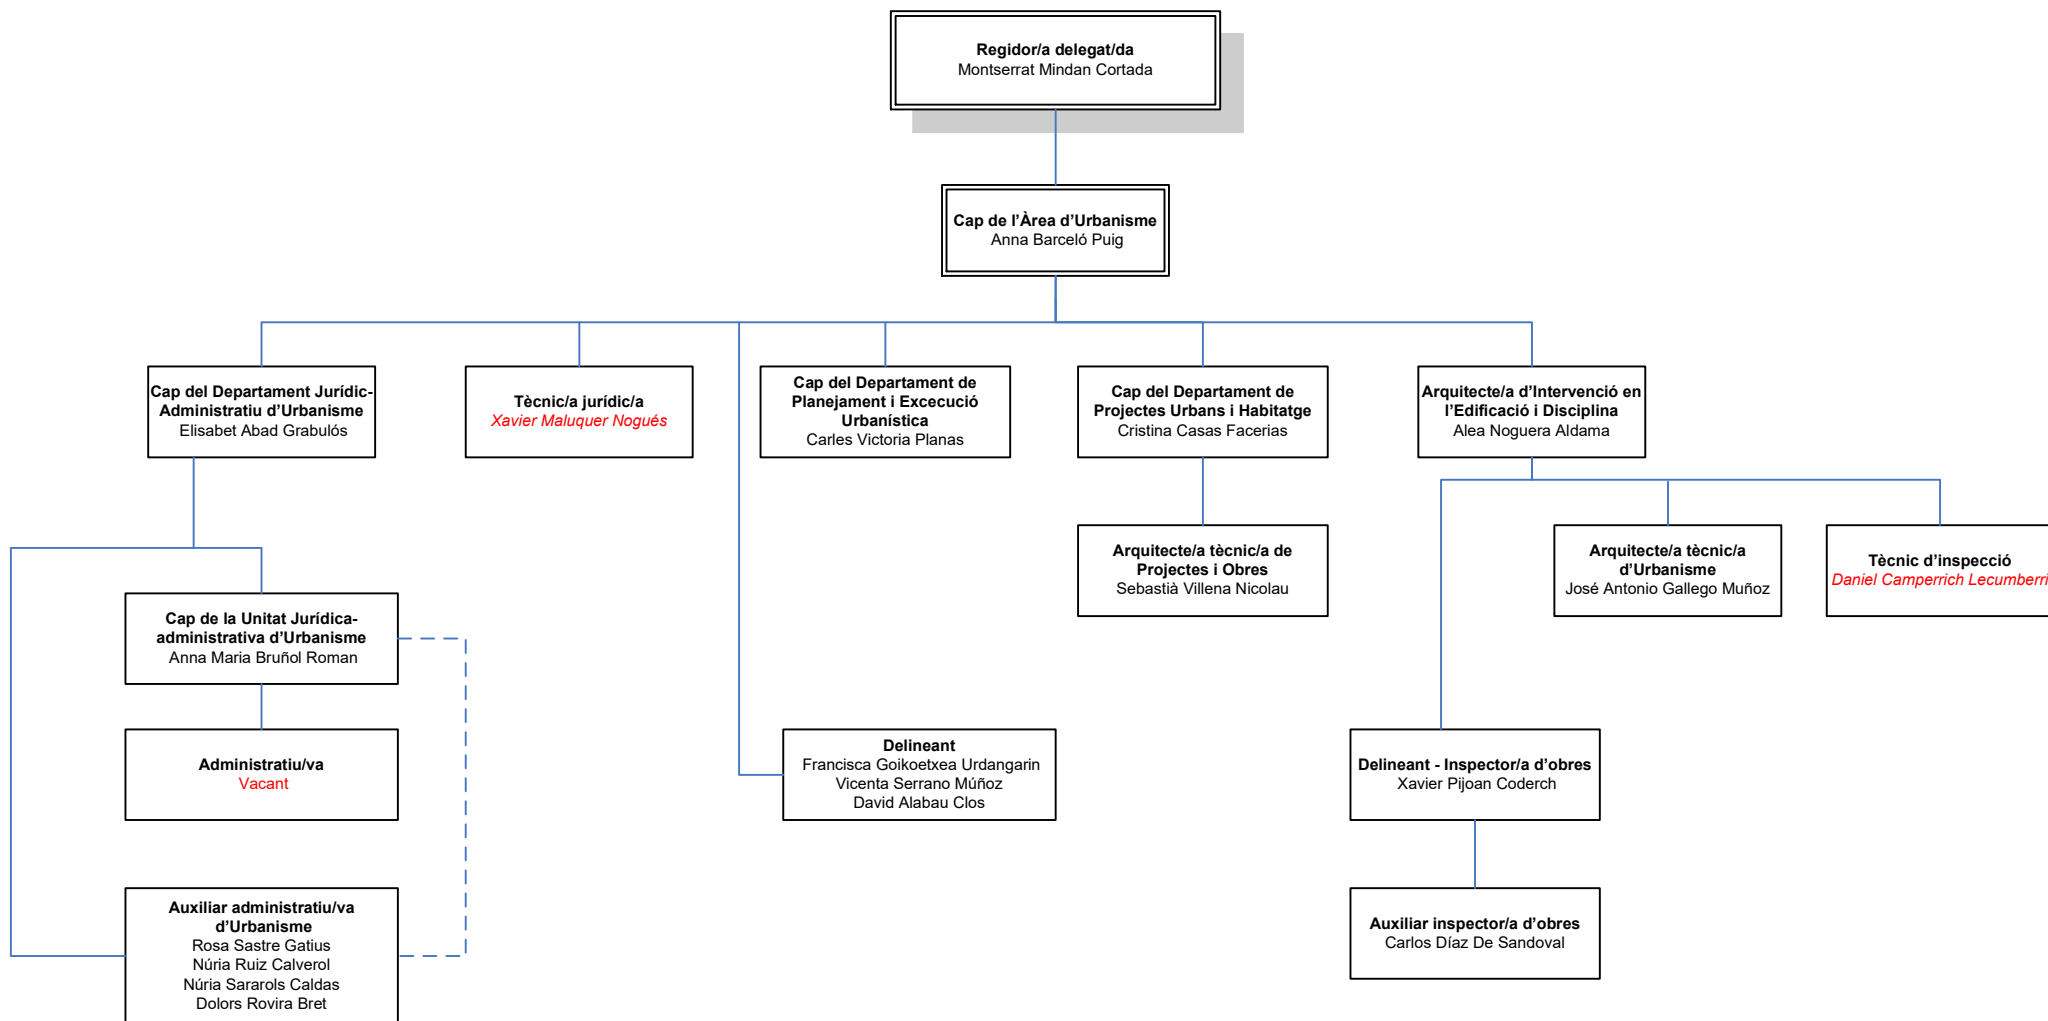 Regidor/a delegat/da
Montserrat Mindan Cortada
Cap de l’Àrea d’Urbanisme
Anna Barceló Puig
Cap del Departament Jurídic-
Administratiu d’Urbanisme
Elisabet Abad Grabulós
Tècnic/a jurídic/a
Xavier Maluquer Nogués
Cap del Departament de
Planejament i Excecució
Urbanística
Carles Victoria Planas
Cap del Departament de
Projectes Urbans i Habitatge
Cristina Casas Facerias
Arquitecte/a d’Intervenció en
l’Edificació i Disciplina
Alea Noguera Aldama
Arquitecte/a tècnic/a de
Projectes i Obres
Sebastià Villena Nicolau
Arquitecte/a tècnic/a
d’Urbanisme
José Antonio Gallego Muñoz
Tècnic d’inspecció
Daniel Camperrich Lecumberri
Cap de la Unitat Jurídica-
administrativa d’Urbanisme
Anna Maria Bruñol Roman
Administratiu/va
Vacant
Delineant
Francisca Goikoetxea Urdangarin
Vicenta Serrano Múñoz
David Alabau Clos
Delineant - Inspector/a d’obres
Xavier Pijoan Coderch
Auxiliar administratiu/va
d’Urbanisme
Rosa Sastre Gatius
Núria Ruiz Calverol
Núria Sararols Caldas
Dolors Rovira Bret
Auxiliar inspector/a d’obres
Carlos Díaz De Sandoval